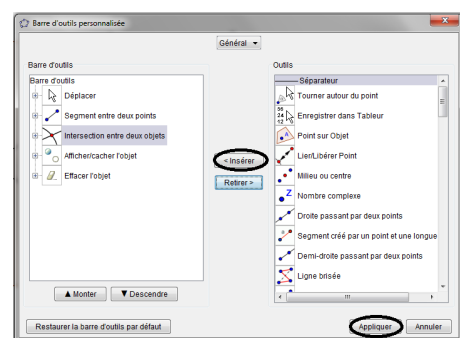 Barre d'outils personnalisée
Général
Barre d'outils
Barre d'outils
Déplacer
Segment entre deux points
Intersection entre deux objets
Afficher/cacher l'objet
Effacer l'objet
Monter
Descendre
< Insérer
Retirer >
Outils
Séparateur
Tourner autour du point
Enregistrer dans Tableur
Point sur Objet
Lier/Libérer Point
Milieu ou centre
Nombre complexe
Droite passant par deux points
Segment créé par un point et une longue
Demi-droite passant par deux points
Ligne brisée
Restaurer la barre d'outils par défaut
Appliquer
Annuler